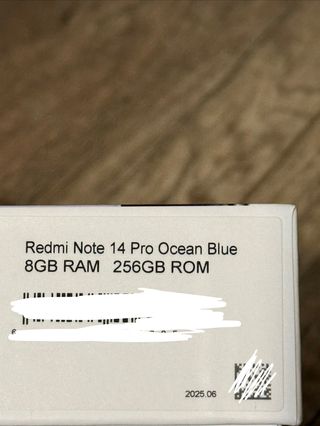 Redmi Note 14 Pro Ocean Blue
8GB RAM 256GB ROM
2025.06